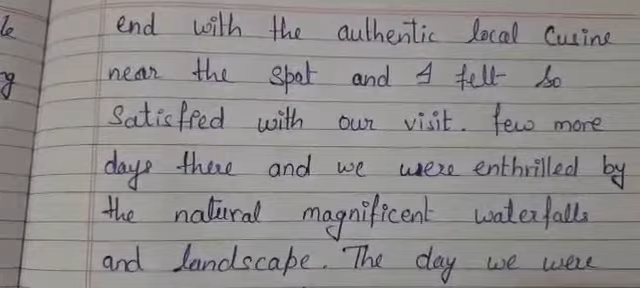 le
end with the authentic local Cusine
g
near the spot and I felt so
Satisfied with our visit. few more
days there and we were enthrilled by
the natural magnificent waterfalls
and landscape. The day we were